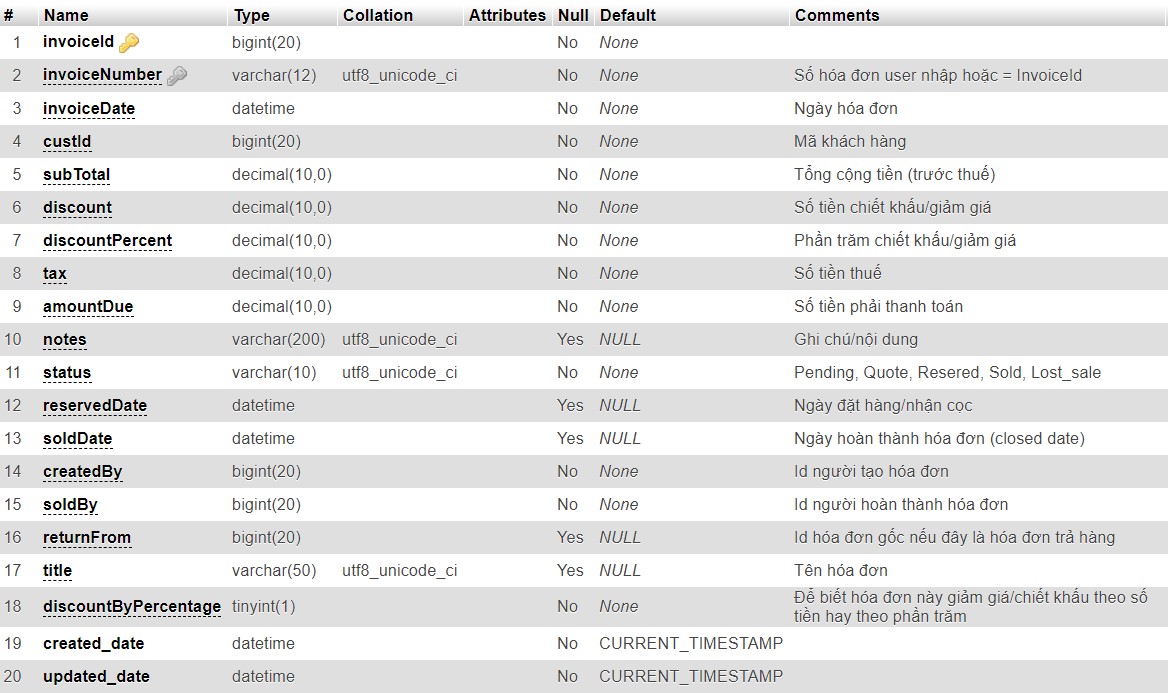 # Name Type Collation Attributes Null Default Comments
1 invoiceId bigint(20) No None
2 invoiceNumber varchar(12) utf8_unicode_ci No None Số hóa đơn user nhập hoặc = InvoiceId
3 invoiceDate datetime No None Ngày hóa đơn
4 custId bigint(20) No None Mã khách hàng
5 subTotal decimal(10,0) No None Tổng cộng tiền (trước thuế)
6 discount decimal(10,0) No None Số tiền chiết khấu/giảm giá
7 discountPercent decimal(10,0) No None Phần trăm chiết khấu/giảm giá
8 tax decimal(10,0) No None Số tiền thuế
9 amountDue decimal(10,0) No None Số tiền phải thanh toán
10 notes varchar(200) utf8_unicode_ci Yes NULL Ghi chú/nội dung
11 status varchar(10) utf8_unicode_ci No None Pending, Quote, Resered, Sold, Lost_sale
12 reservedDate datetime Yes NULL Ngày đặt hàng/nhận cọc
13 soldDate datetime Yes NULL Ngày hoàn thành hóa đơn (closed date)
14 createdBy bigint(20) No None Id người tạo hóa đơn
15 soldBy bigint(20) No None Id người hoàn thành hóa đơn
16 returnFrom bigint(20) Yes NULL Id hóa đơn gốc nếu đây là hóa đơn trả hàng
17 title varchar(50) utf8_unicode_ci Yes NULL Tên hóa đơn
18 discountByPercentage tinyint(1) No None Để biết hóa đơn này giảm giá/chiết khấu theo số
tiền hay theo phần trăm
19 created_date datetime No CURRENT_TIMESTAMP
20 updated_date datetime No CURRENT_TIMESTAMP